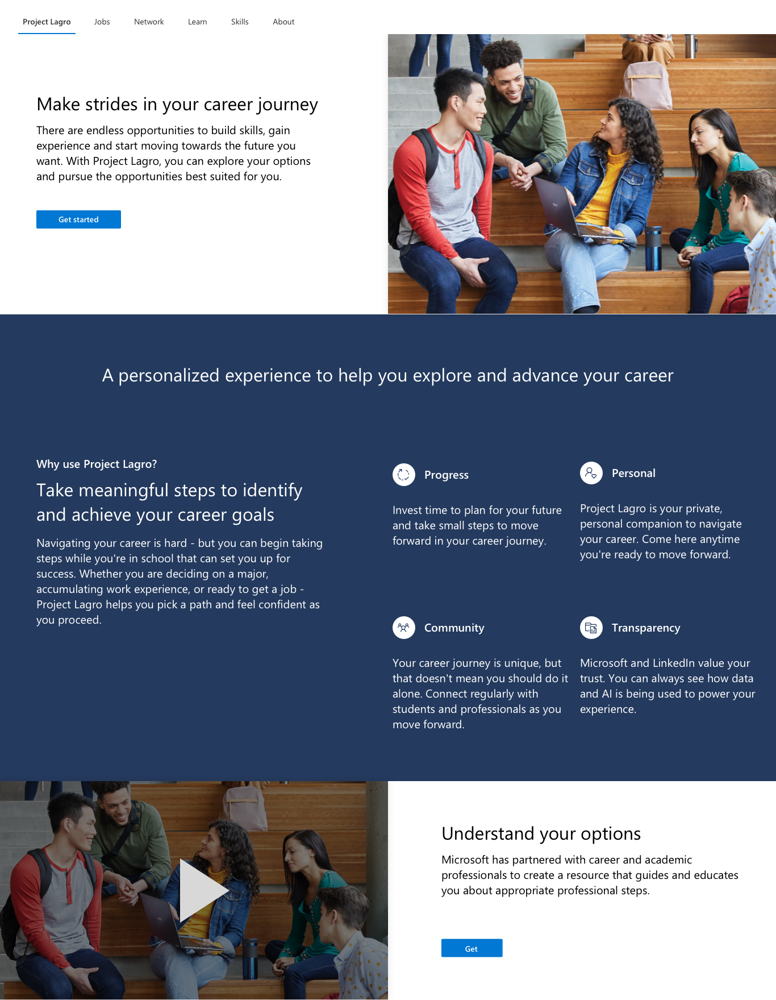 Project Lagro
Jobs
Network
Learn
Skills
About
Make strides in your career journey
There are endless opportunities to build skills, gain
experience and start moving towards the future you
want. With Project Lagro, you can explore your options
and pursue the opportunities best suited for you.
Get started
A personalized experience to help you explore and advance your career
Why use Project Lagro?
Take meaningful steps to identify
and achieve your career goals
Navigating your career is hard - but you can begin taking
steps while you're in school that can set you up for
success. Whether you are deciding on a major,
accumulating work experience, or ready to get a job -
Project Lagro helps you pick a path and feel confident as
you proceed.
Progress
Invest time to plan for your future
and take small steps to move
forward in your career journey.
Personal
Project Lagro is your private,
personal companion to navigate
your career. Come here anytime
you're ready to move forward.
Community
Your career journey is unique, but
that doesn't mean you should do it
alone. Connect regularly with
students and professionals as you
move forward.
Transparency
Microsoft and LinkedIn value your
trust. You can always see how data
and AI is being used to power your
experience.
Understand your options
Microsoft has partnered with career and academic
professionals to create a resource that guides and educates
you about appropriate professional steps.
Get